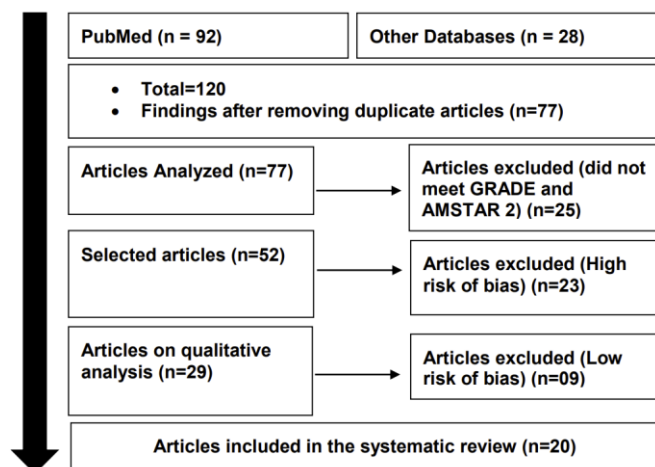 PubMed (n = 92)
Other Databases (n = 28)
• Total=120
• Findings after removing duplicate articles (n=77)
Articles Analyzed (n=77)
Articles excluded (did not
meet GRADE and
AMSTAR 2) (n=25)
Selected articles (n=52)
Articles excluded (High
risk of bias) (n=23)
Articles on qualitative
analysis (n=29)
Articles excluded (Low
risk of bias) (n=09)
Articles included in the systematic review (n=20)